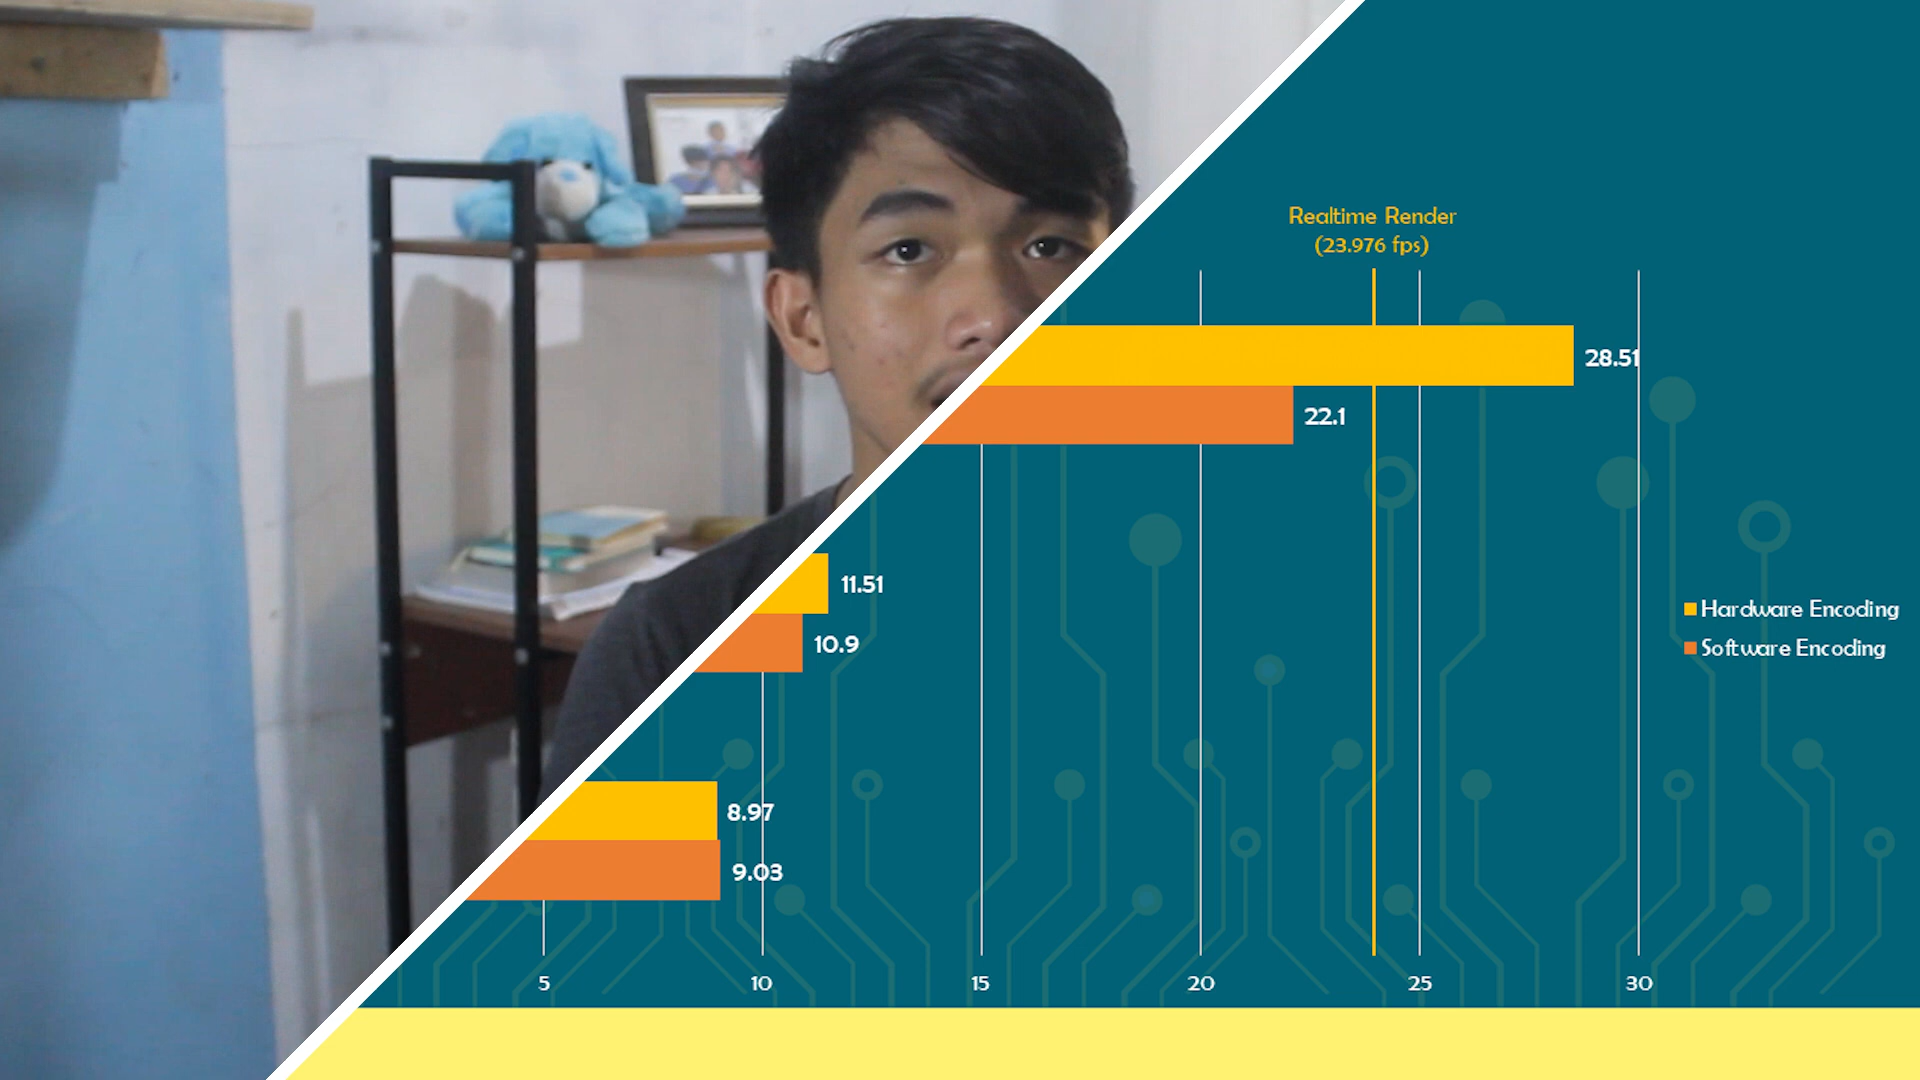 Realtime Render
(23.976 fps)
28.51
22.1
11.51
10.9
Hardware Encoding
Software Encoding
8.97
9.03
5 10 15 20 25 30